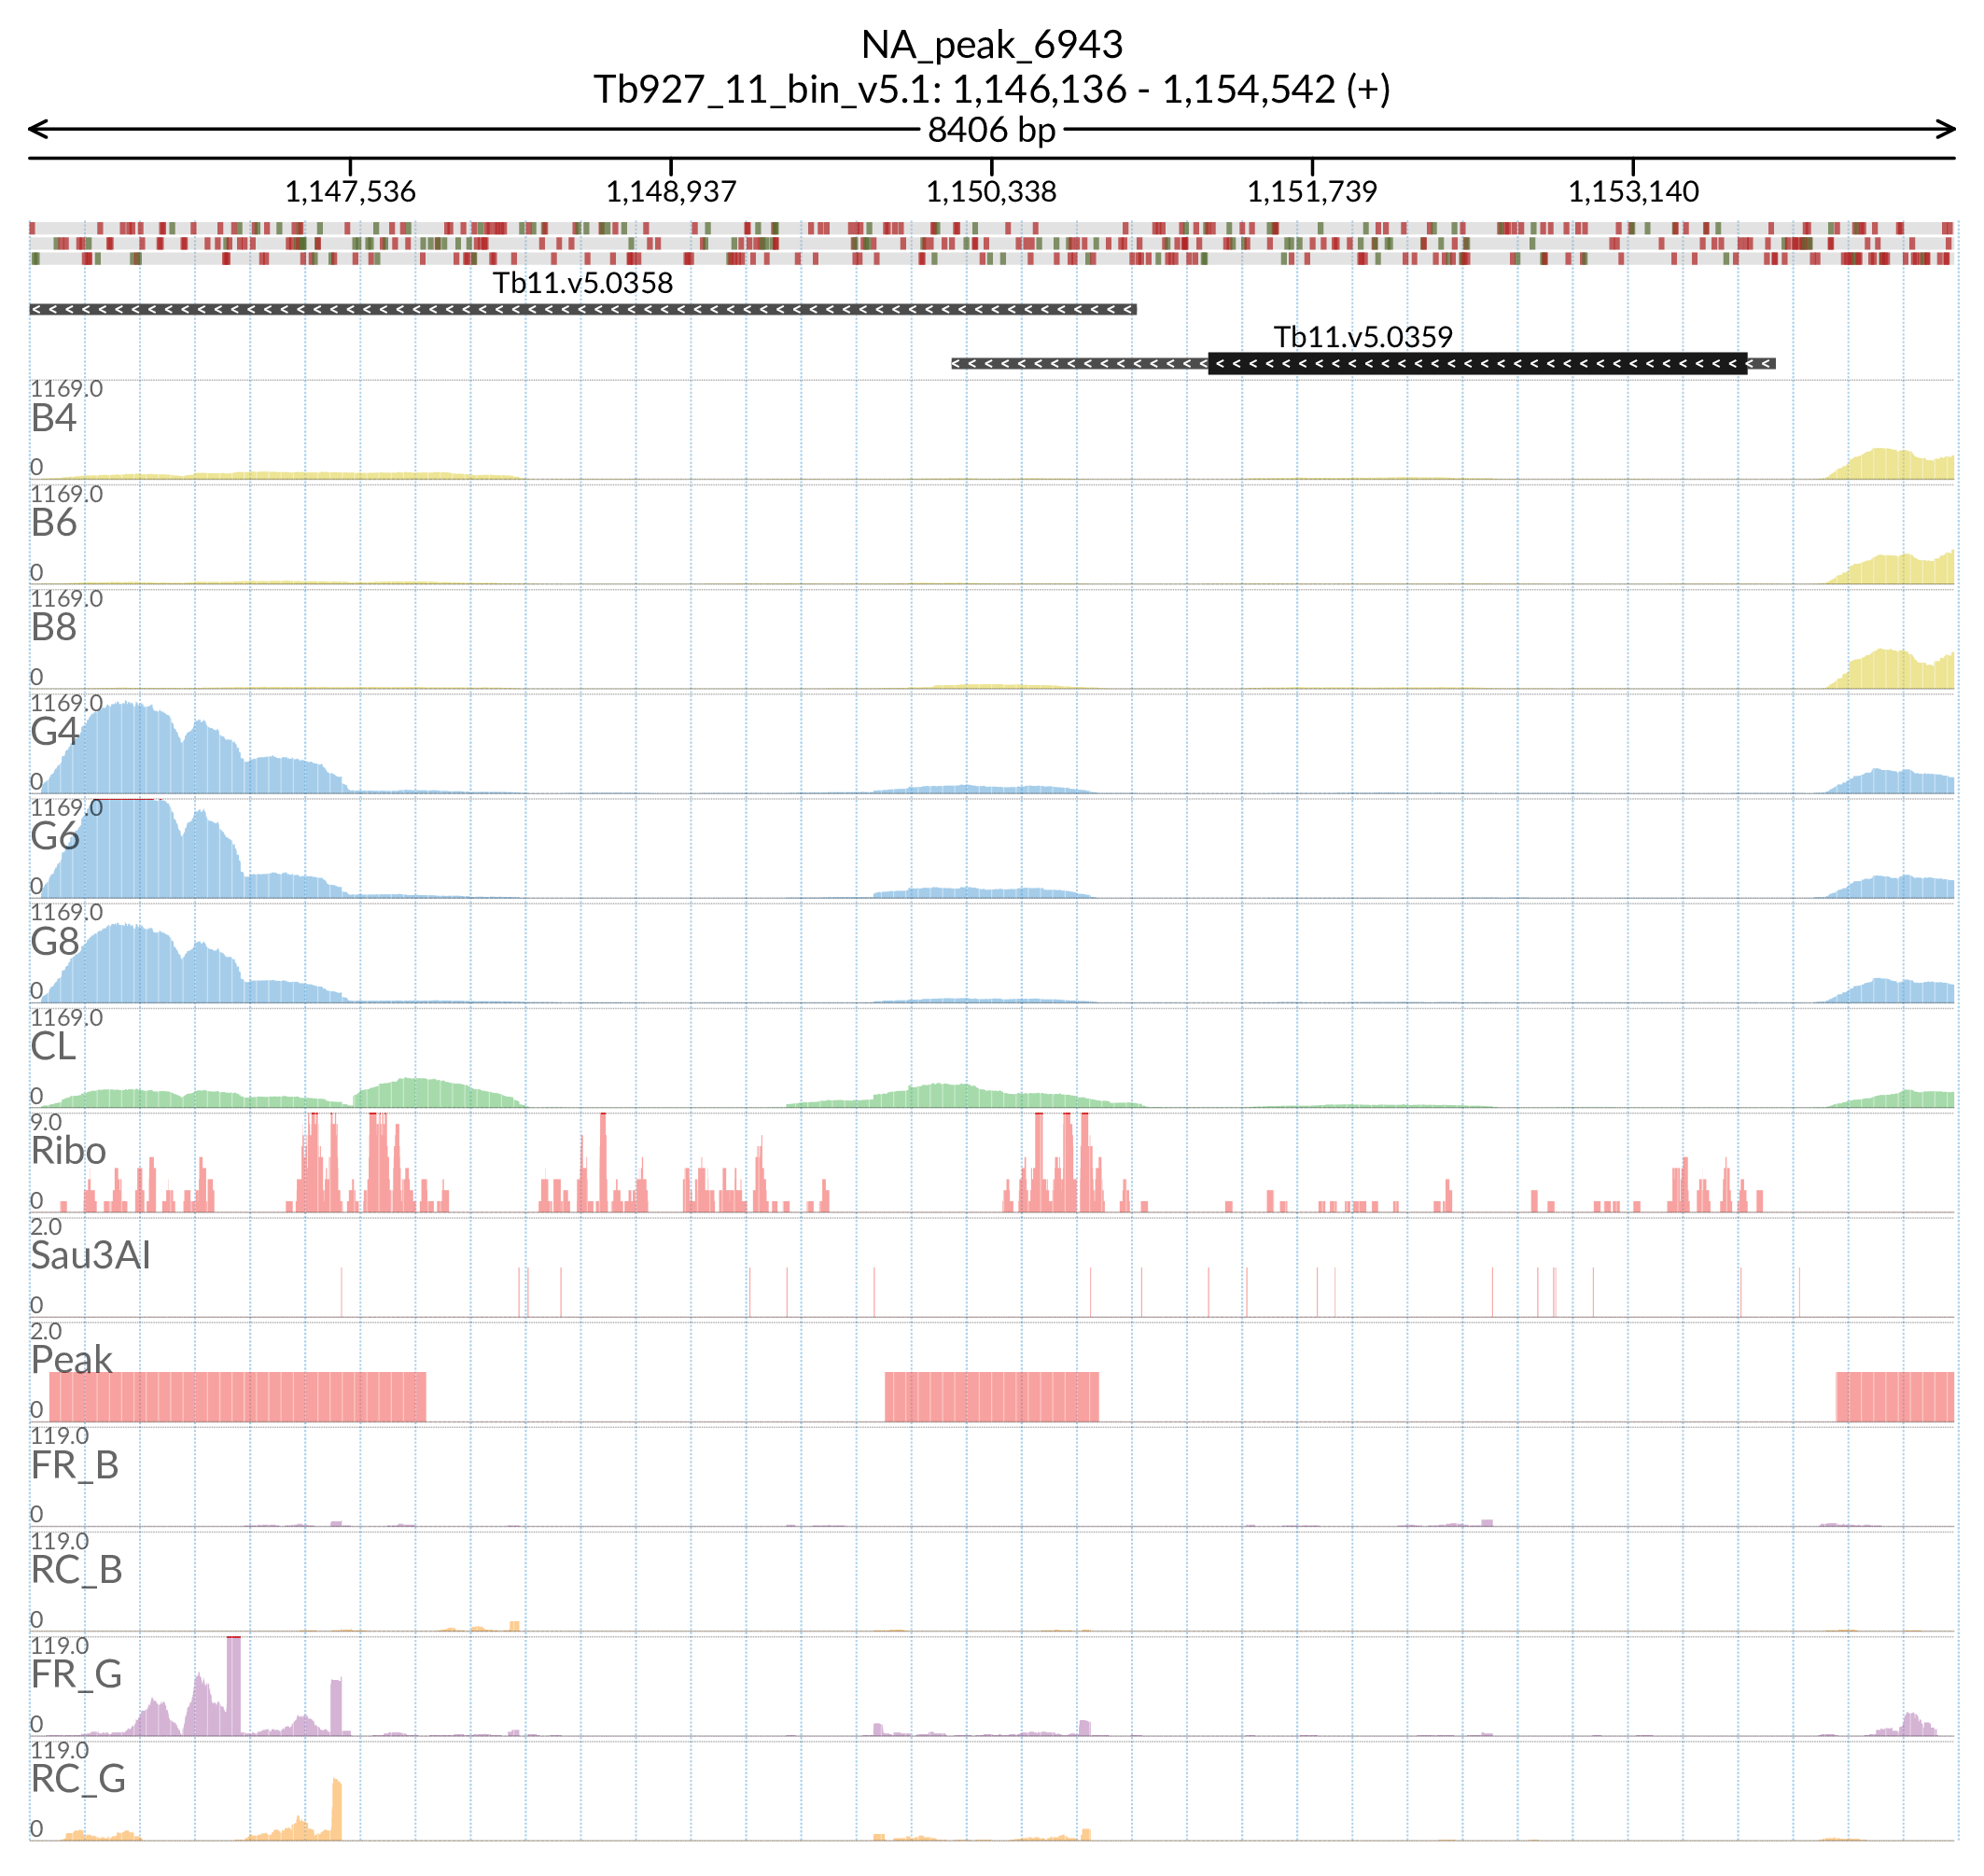 NA_peak_6943
Tb927_11_bin_v5.1: 1,146,136 - 1,154,542 (+)
8406 bp
1,147,536 1,148,937 1,150,338 1,151,739 1,153,140
Tb11.v5.0358
Tb11.v5.0359
1169.0
B4
0
1169.0
B6
0
1169.0
B8
0
1169.0
G4
0
1169.0
G6
0
1169.0
G8
0
1169.0
CL
0
9.0
Ribo
0
2.0
Sau3AI
0
2.0
Peak
0
119.0
FR_B
0
119.0
RC_B
0
119.0
FR_G
0
119.0
RC_G
0